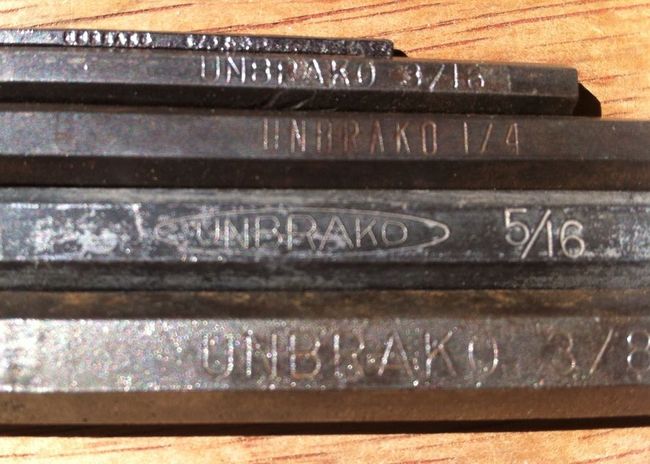 UNBRAKO 3/16
UNBRAKO 1/4
UNBRAKO 5/16
UNBRAKO 3/8